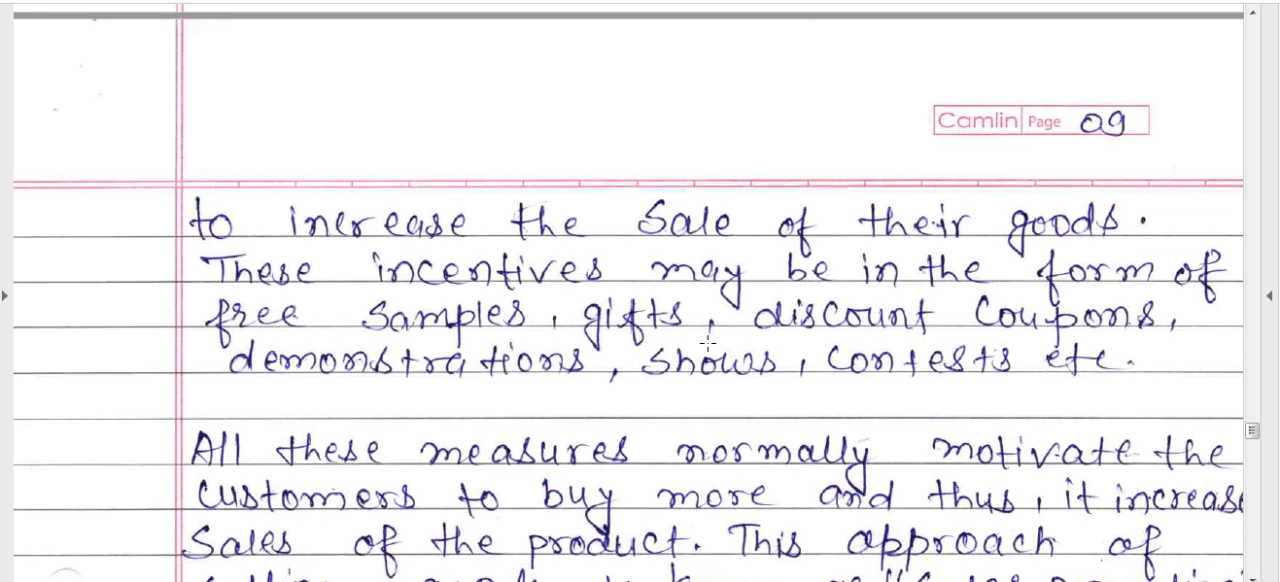 Camlin Page 09
to increase the Sale of their goods.
These incentives may be in the form of
free Samples, gifts, discount Coupons,
demonstrations, Shows, Contests etc.
All these measures normally motivate the
Customers to buy more and thus, it increase
Sales of the product. This approach of